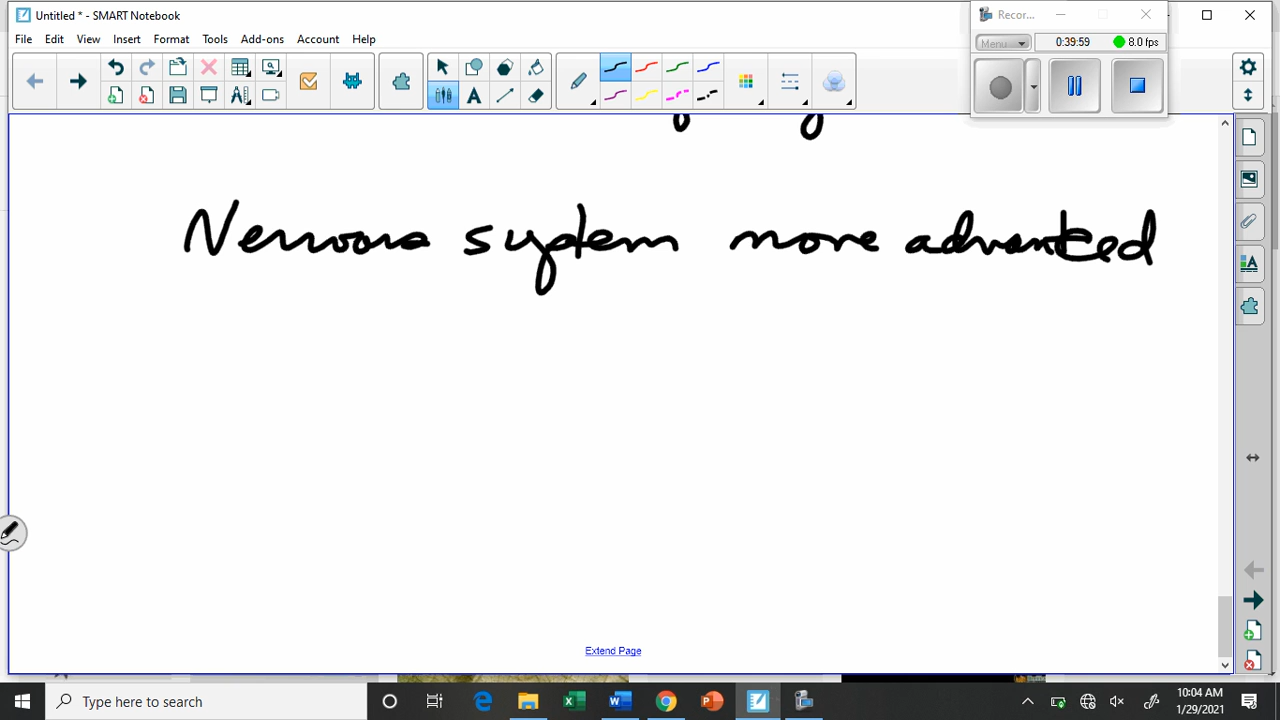 Untitled * - SMART Notebook
Recor...
File Edit View Insert Format Tools Add-ons Account Help
Menu
0:39:59
8.0 fps
Nervous system more advanced
Extend Page
Type here to search
10:04 AM
1/29/2021